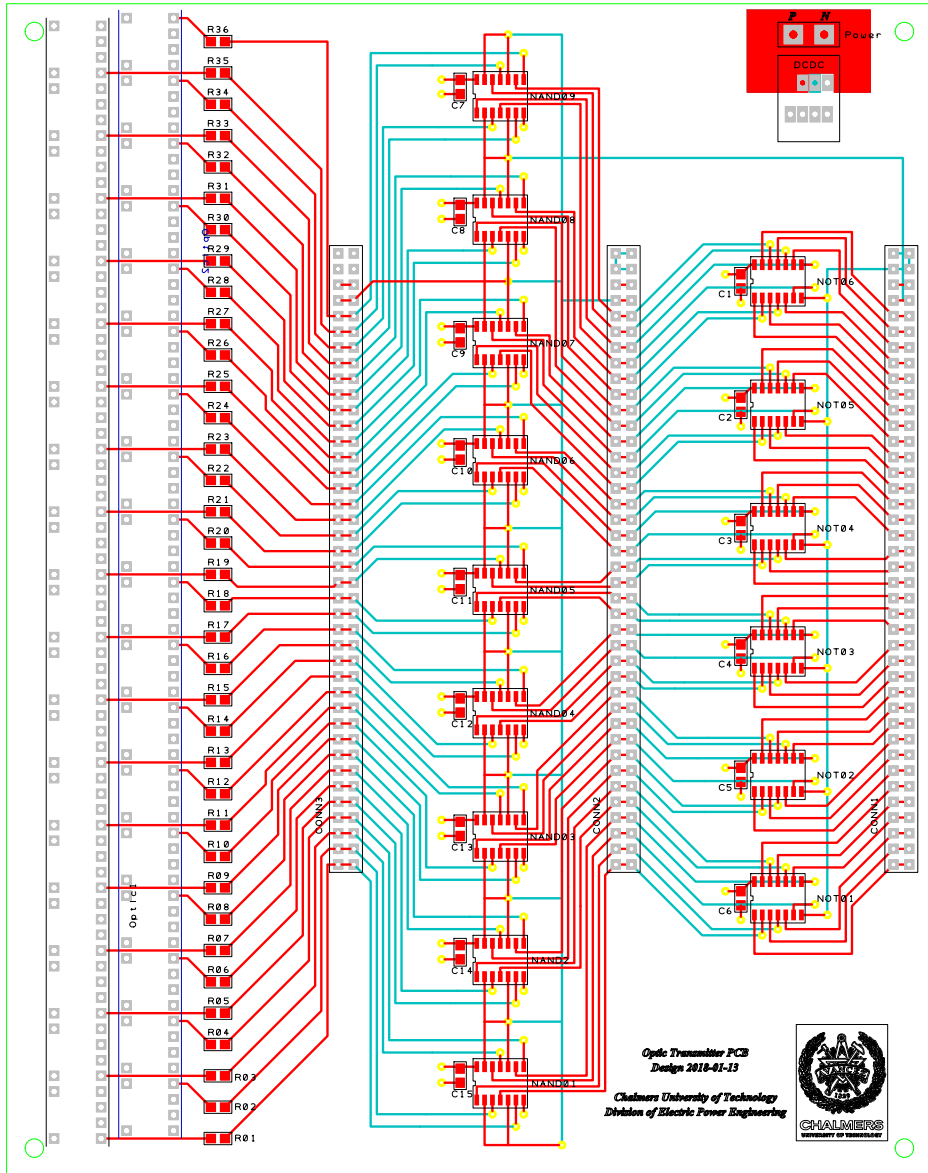 P N
Power
DCDC
R36
R35
R34
R33
R32
R31
R30
R29
R28
R27
R26
R25
R24
R23
R22
R21
R20
R19
R18
R17
R16
R15
R14
R13
R12
R11
R10
R09
R08
R07
R06
R05
R04
R03
R02
R01
Optic1
CONN3
C7
NAND09
C8
NAND08
C9
NAND07
C10
NAND06
C11
NAND05
C12
NAND04
C13
NAND03
C14
NAND2
C15
NAND01
CONN2
C1
NOT06
C2
NOT05
C3
NOT04
C4
NOT03
C5
NOT02
C6
NOT01
CONN1
Optic Transmitter PCB
Design 2018-01-13
Chalmers University of Technology
Division of Electric Power Engineering
AVANCEZ
1829
CHALMERS
UNIVERSITY OF TECHNOLOGY